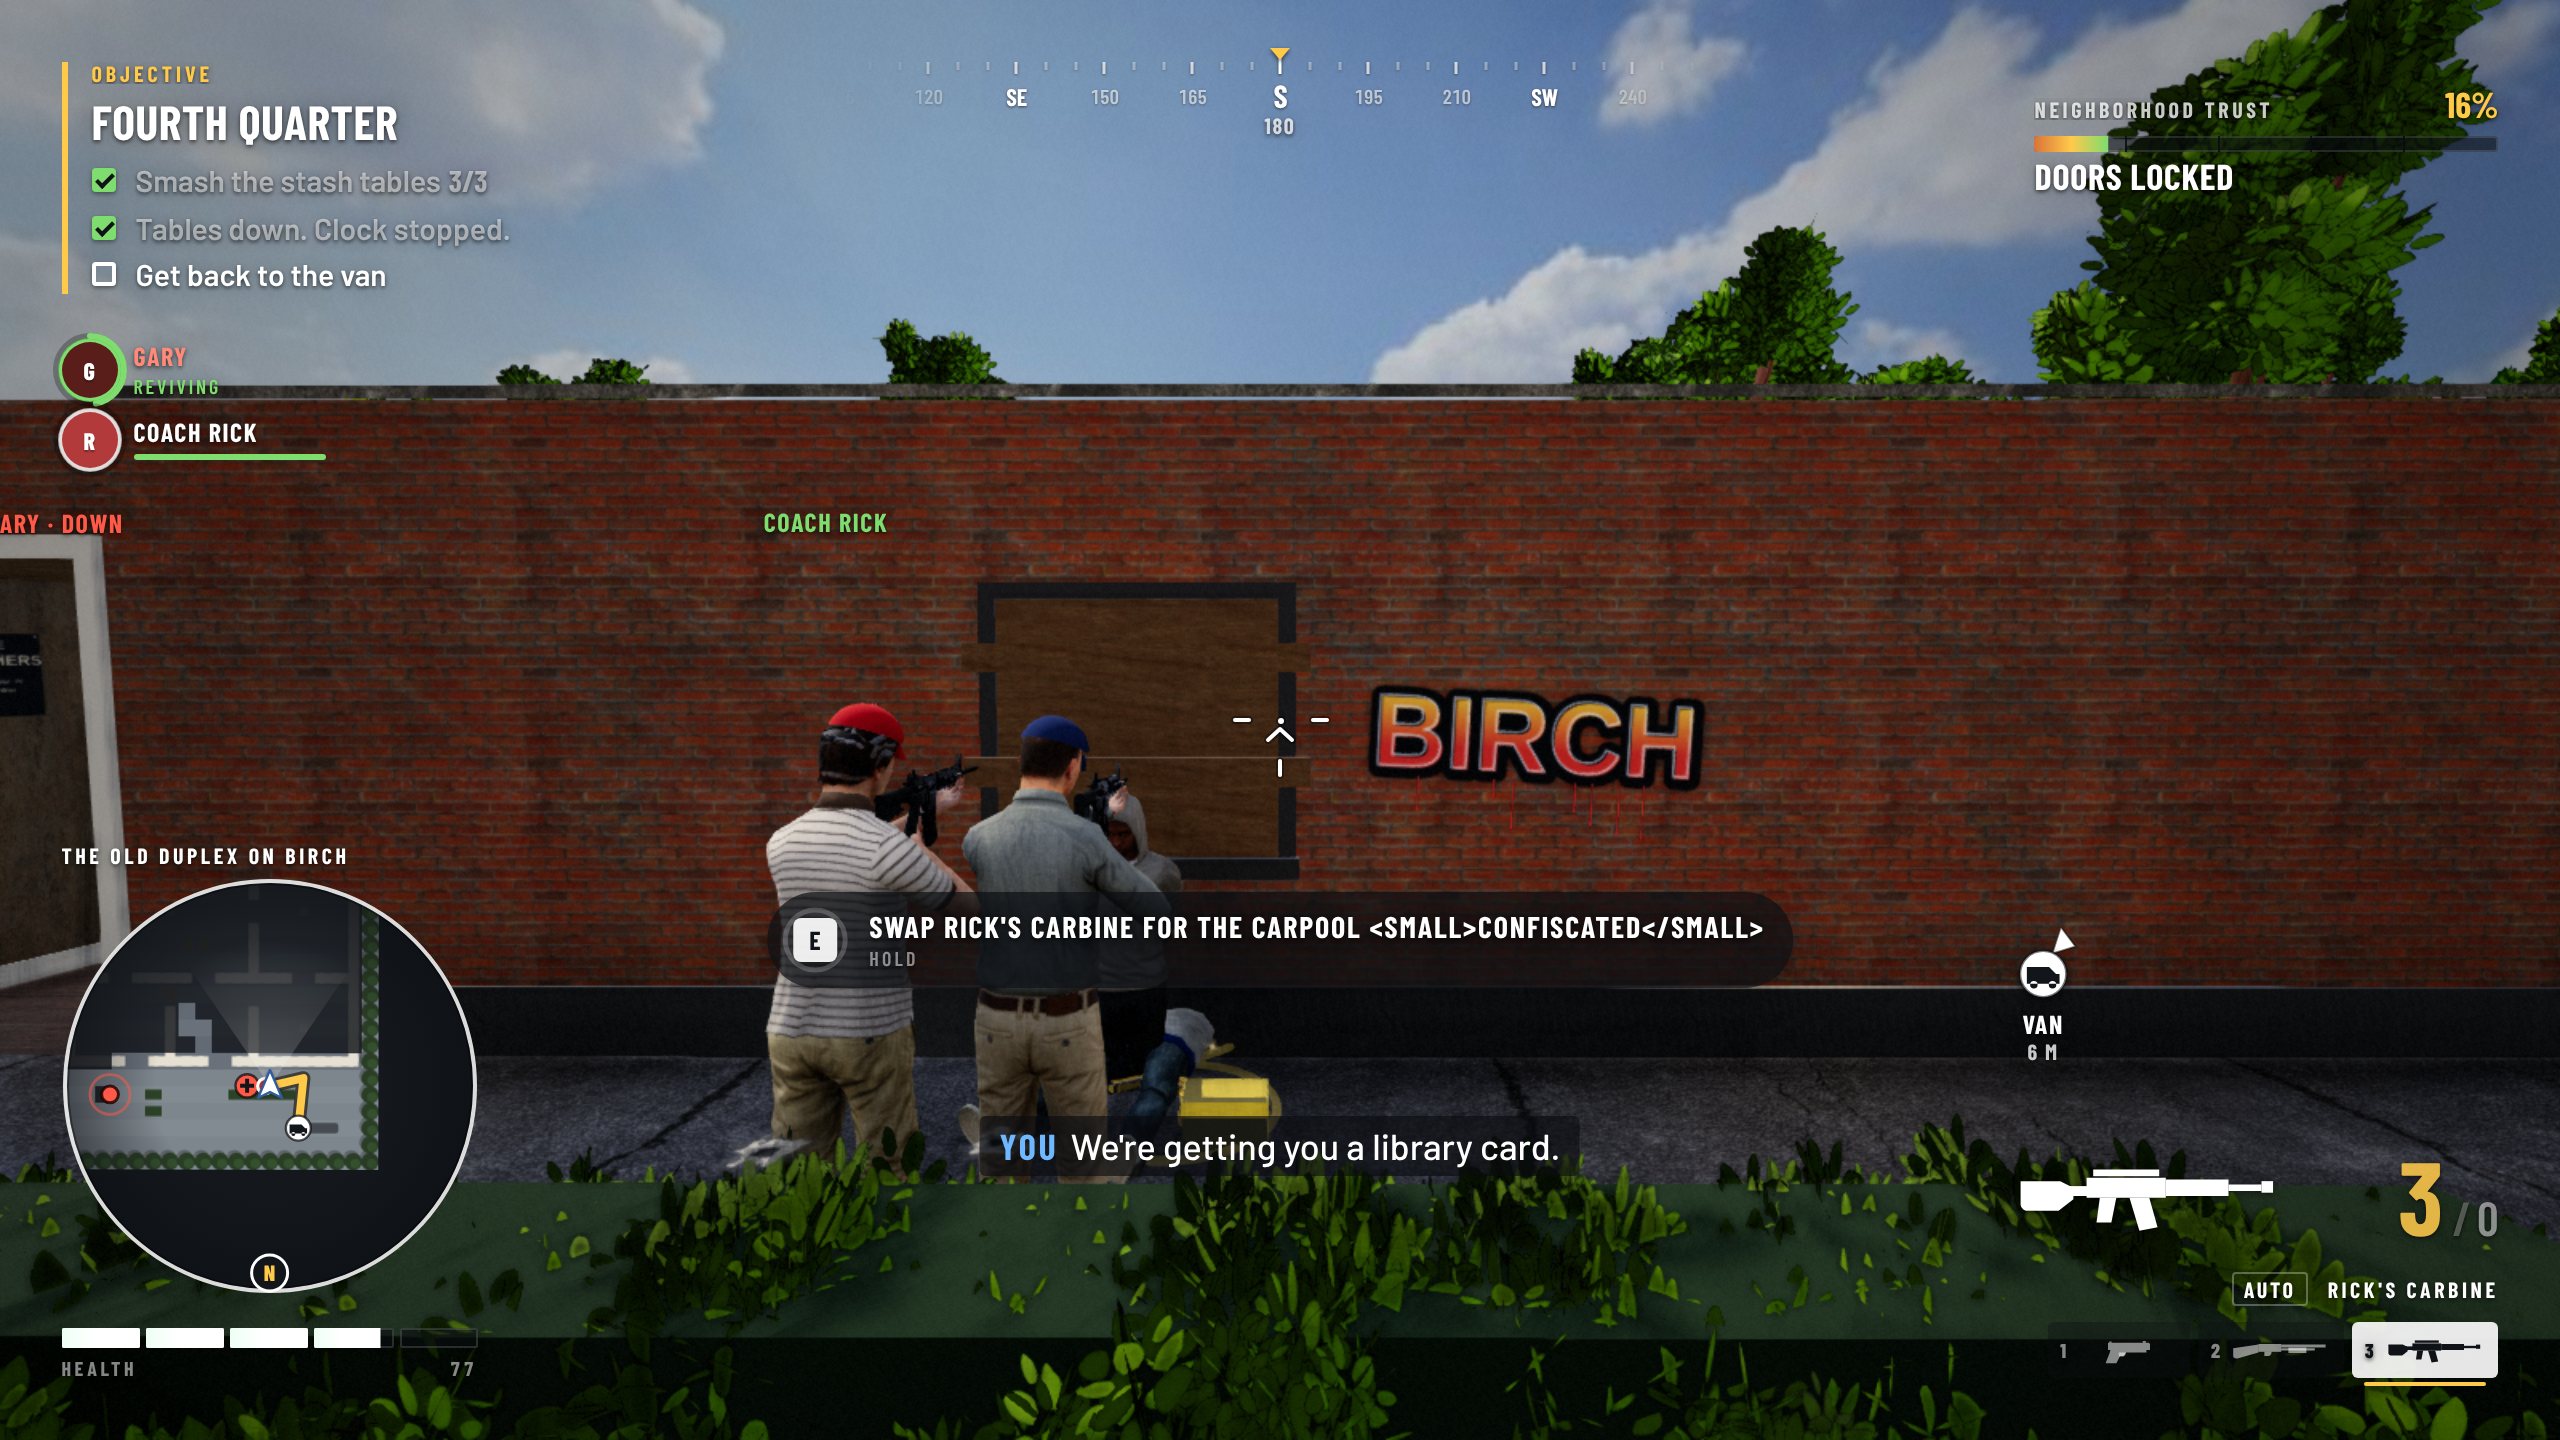 OBJECTIVE
FOURTH QUARTER
Smash the stash tables 3/3
Tables down. Clock stopped.
Get back to the van
120 SE 150 165 S 195 210 SW 240
180
NEIGHBORHOOD TRUST 16%
DOORS LOCKED
G GARY
REVIVING
R COACH RICK
ARY · DOWN
COACH RICK
HERS
BIRCH
THE OLD DUPLEX ON BIRCH
E SWAP RICK'S CARBINE FOR THE CARPOOL <SMALL>CONFISCATED</SMALL>
HOLD
VAN
6 M
YOU We're getting you a library card.
N
HEALTH 77
3 / 0
AUTO RICK'S CARBINE
1 2 3